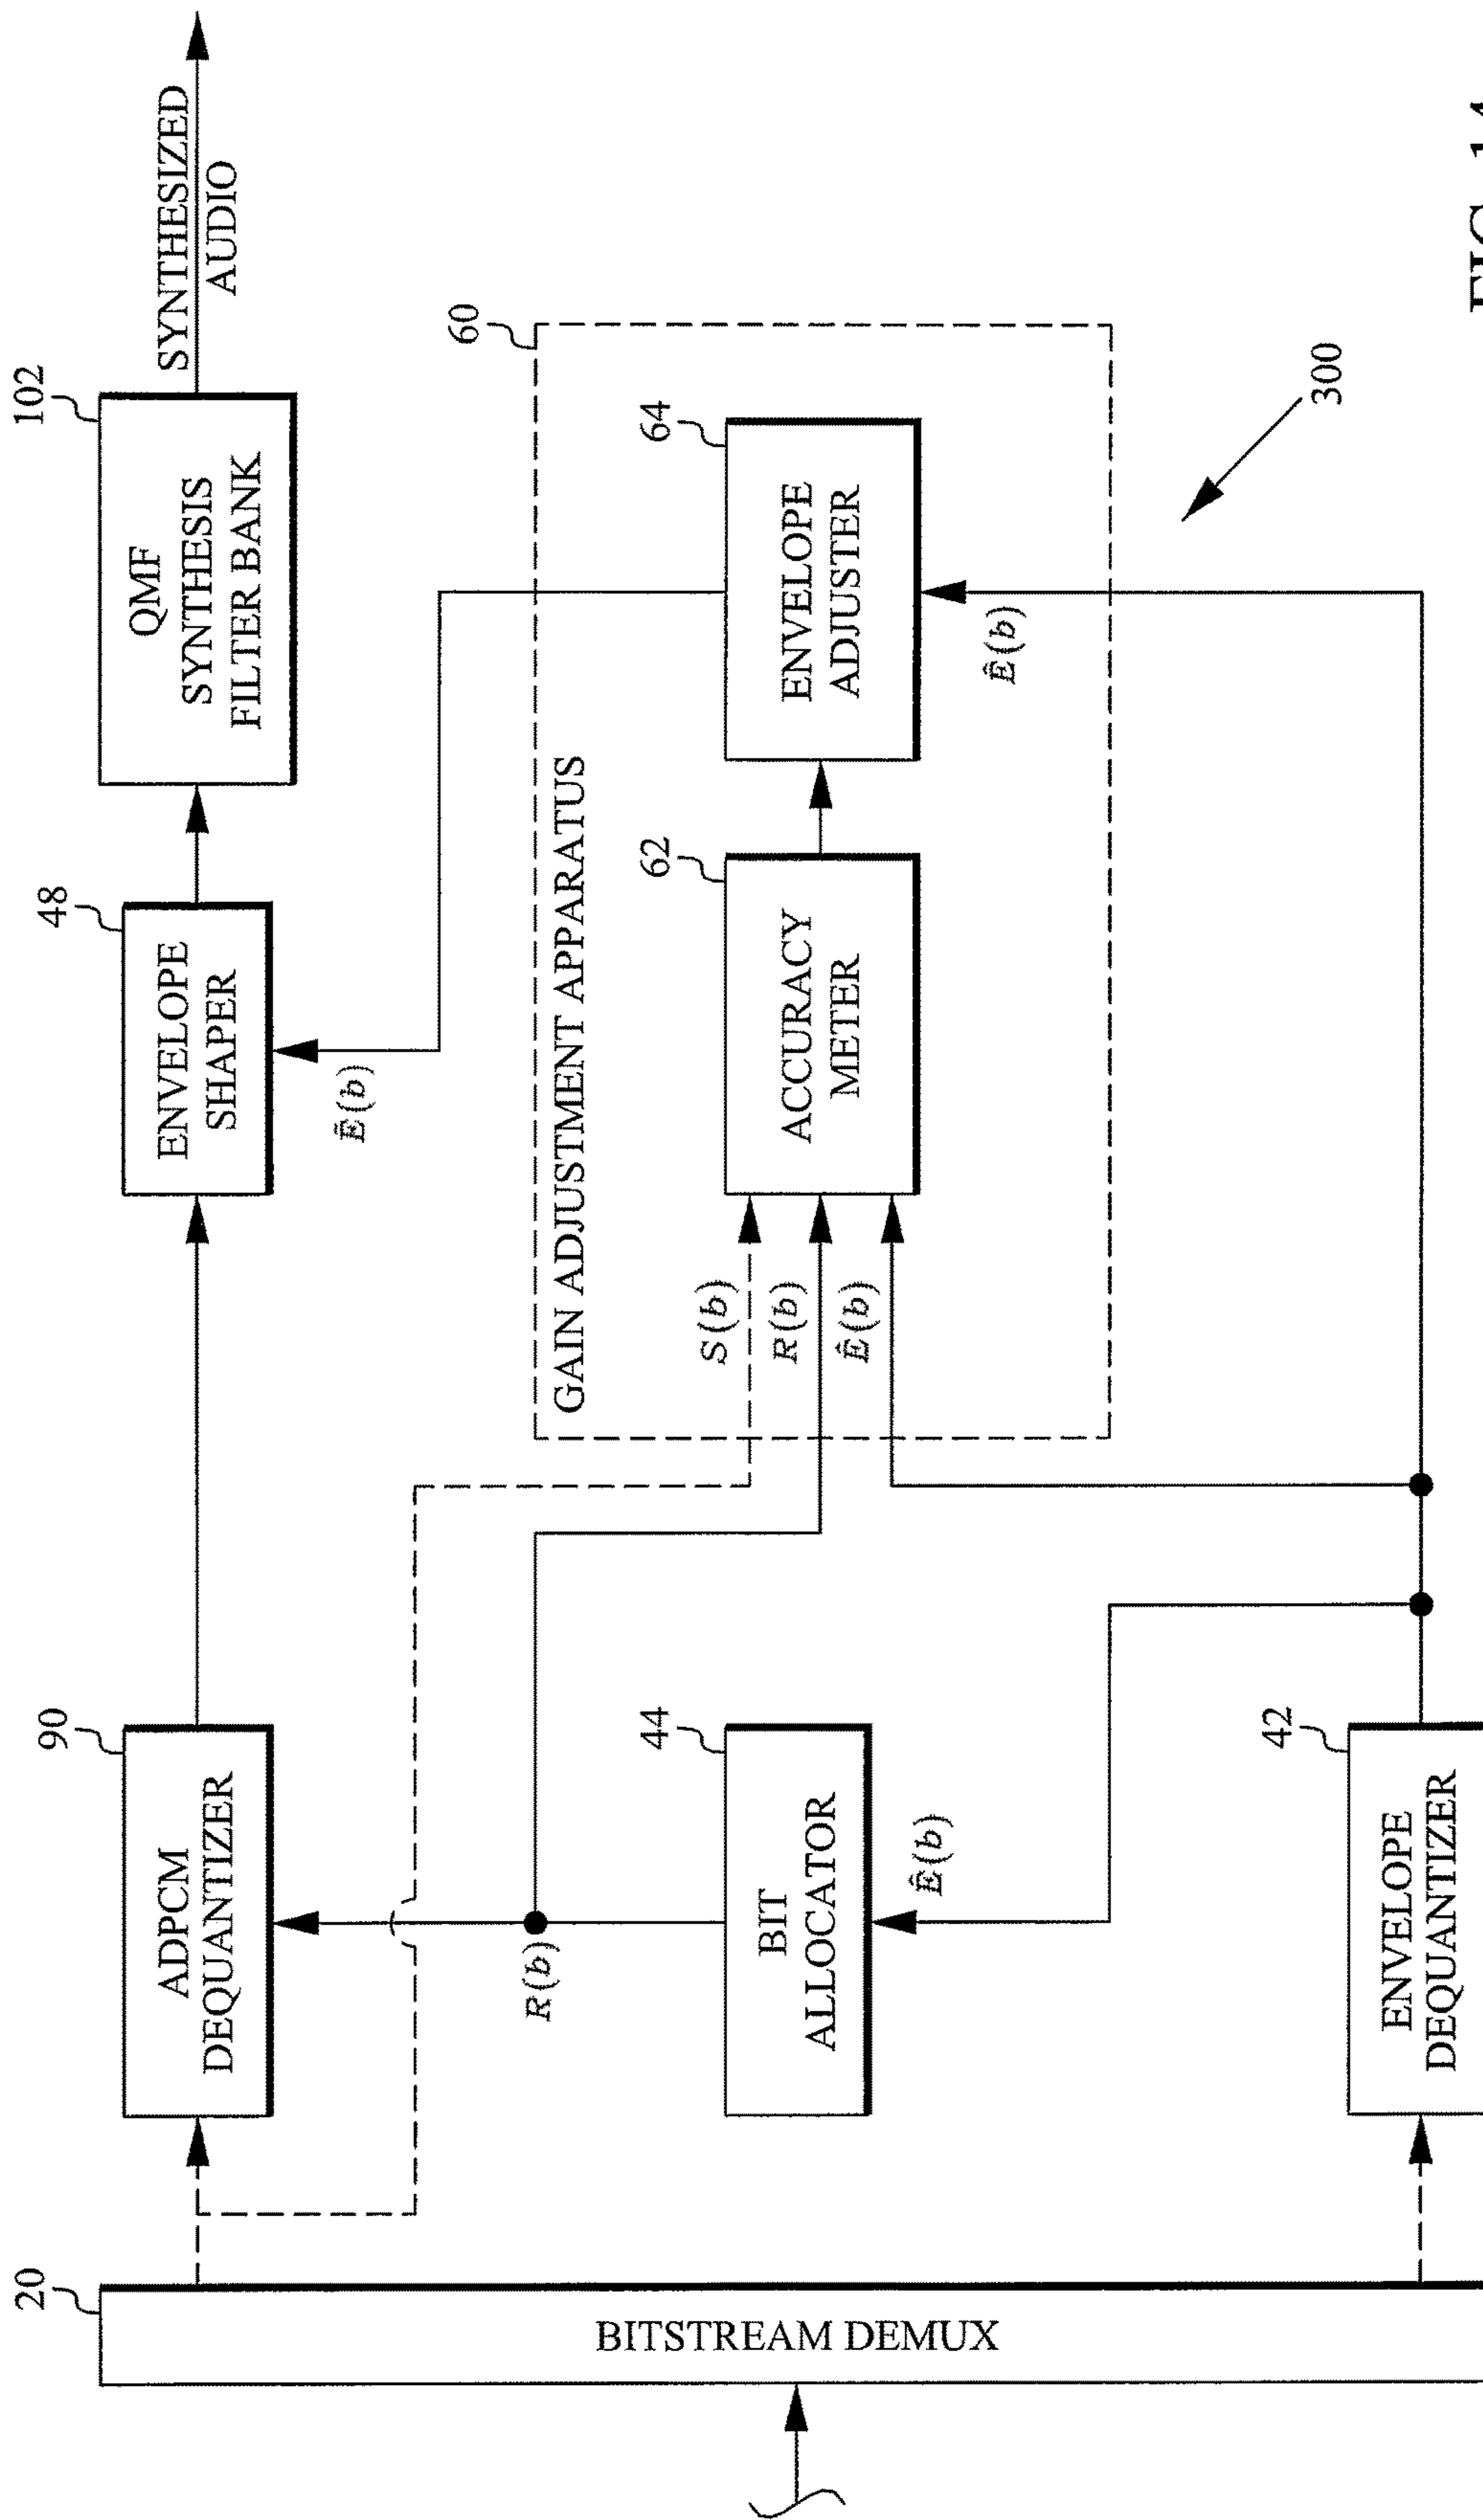 20
BITSTREAM DEMUX
90
ADPCM
DEQUANTIZER
48
ENVELOPE
SHAPER
102
QMF
SYNTHESIS
FILTER BANK
SYNTHESIZED
AUDIO
R(b)
Ẽ(b)
44
BIT
ALLOCATOR
Ê(b)
GAIN ADJUSTMENT APPARATUS
60
S(b)
R(b)
Ê(b)
62
ACCURACY
METER
64
ENVELOPE
ADJUSTER
Ê(b)
42
ENVELOPE
DEQUANTIZER
300